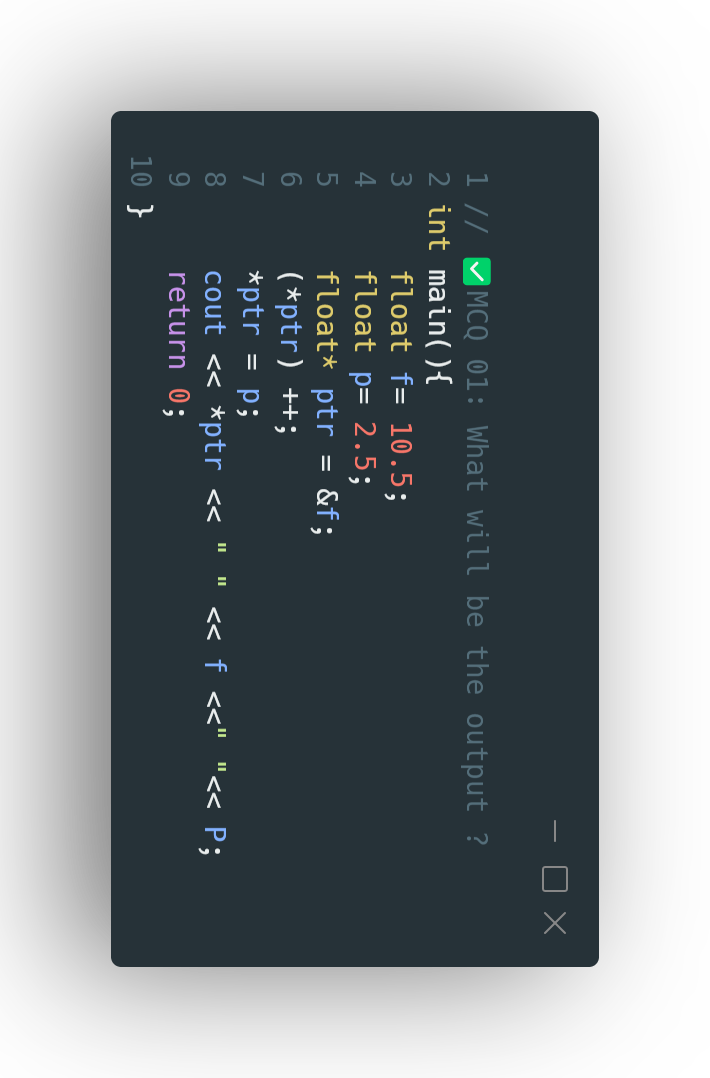 1 // ✅MCQ 01: What will be the output ?
2 int main(){
3     float f= 10.5;
4     float p= 2.5;
5     float* ptr = &f;
6     (*ptr) ++;
7     *ptr = p;
8     cout << *ptr << " " << f <<" "<< P;
9     return 0;
10 }